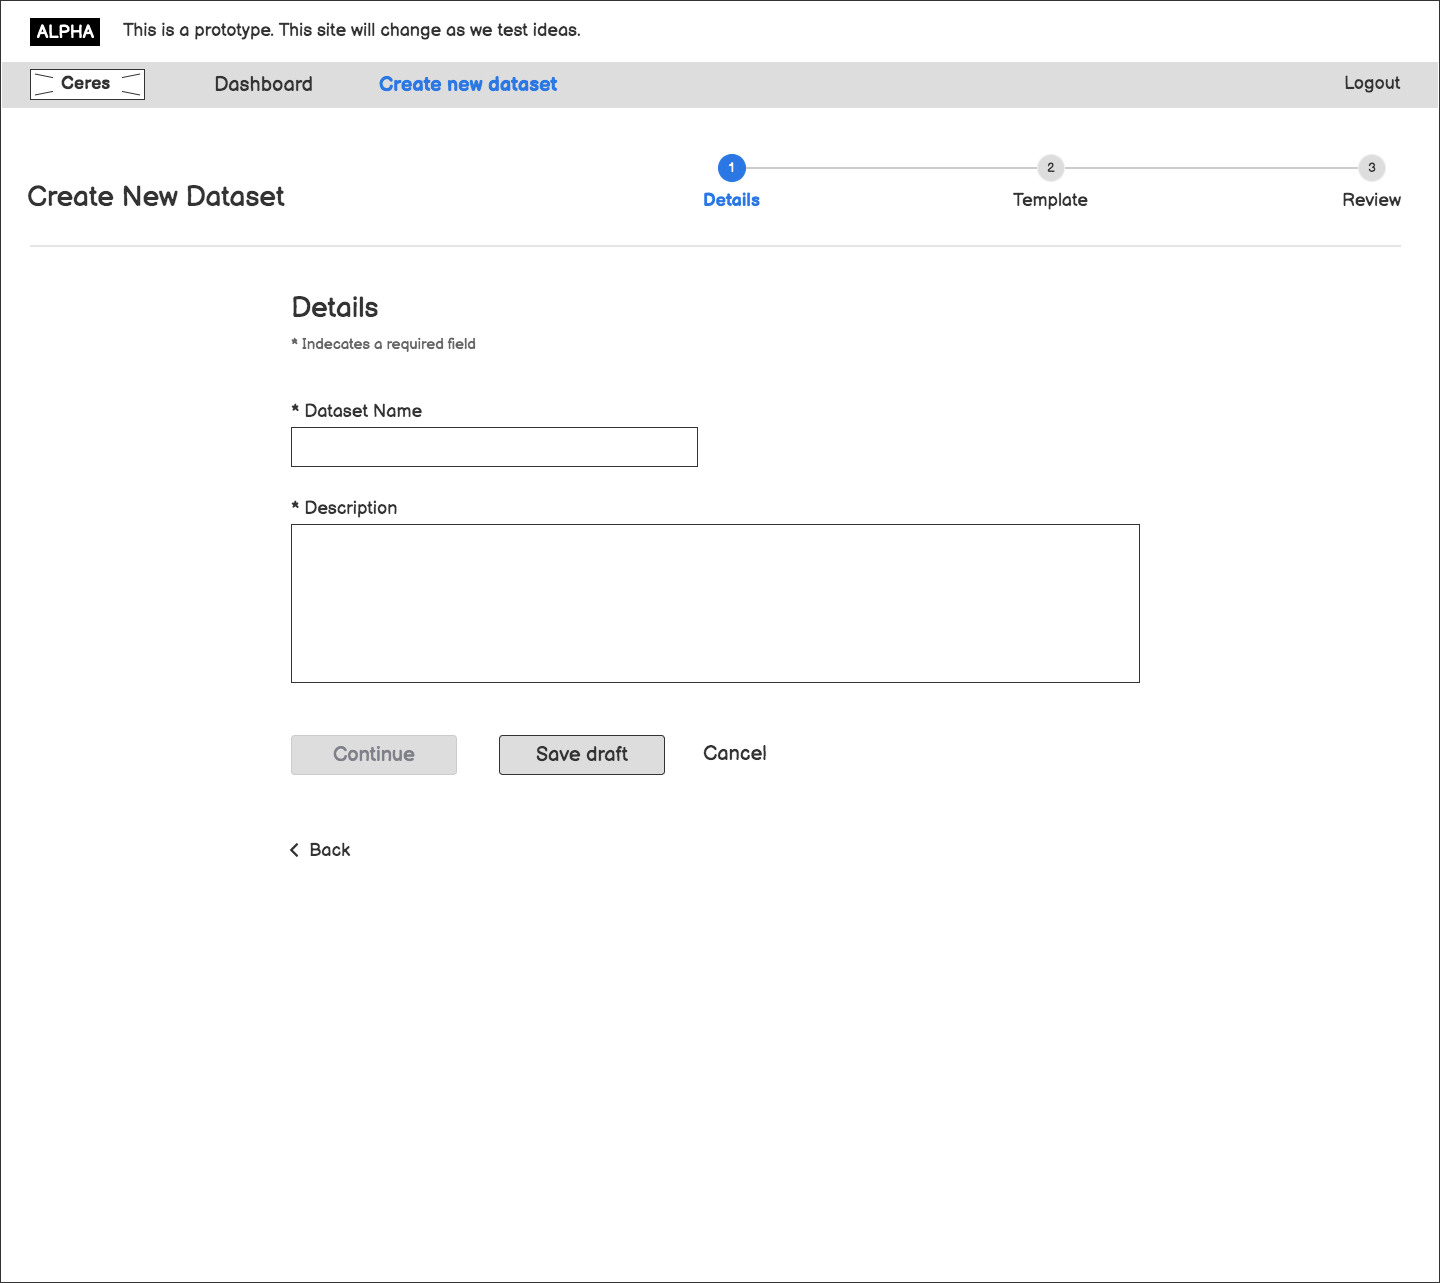 ALPHA This is a prototype. This site will change as we test ideas.
Ceres Dashboard Create new dataset Logout
1 2 3
Create New Dataset
Details Template Review
Details
* Indecates a required field
* Dataset Name
* Description
Continue Save draft Cancel
Back